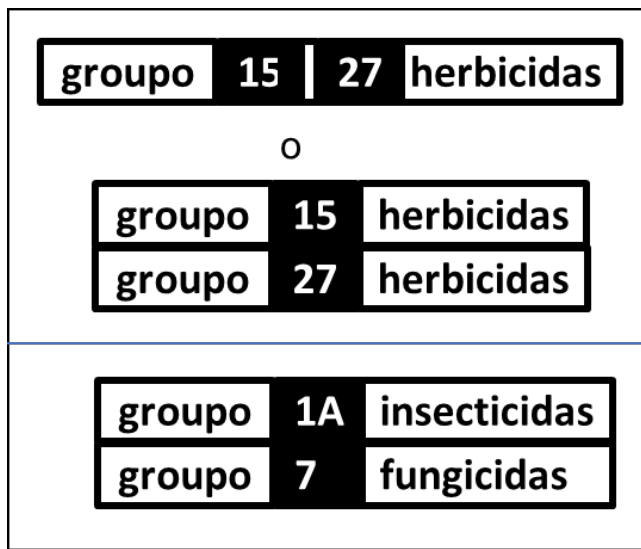 groupo 15 27 herbicidas
o
groupo 15 herbicidas
groupo 27 herbicidas
groupo 1A insecticidas
groupo 7 fungicidas